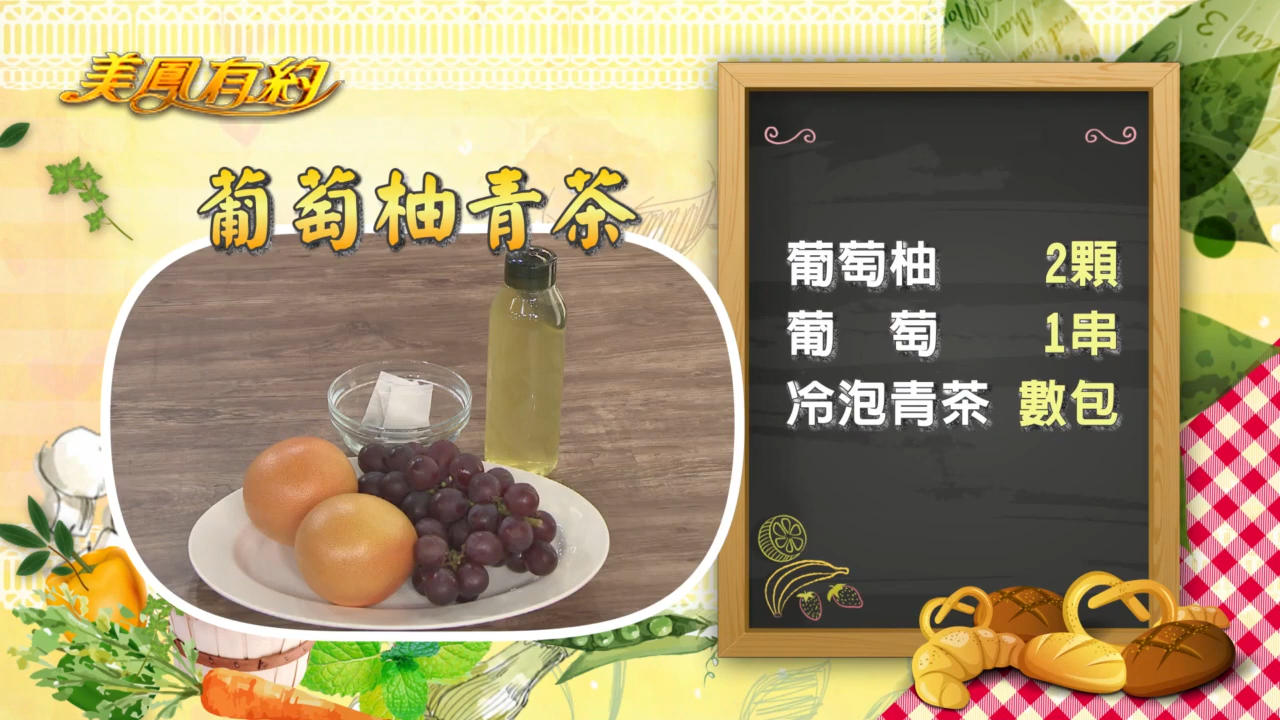 美鳳有約
葡萄柚青茶
葡萄柚 2顆
葡 萄 1串
冷泡青茶 數包